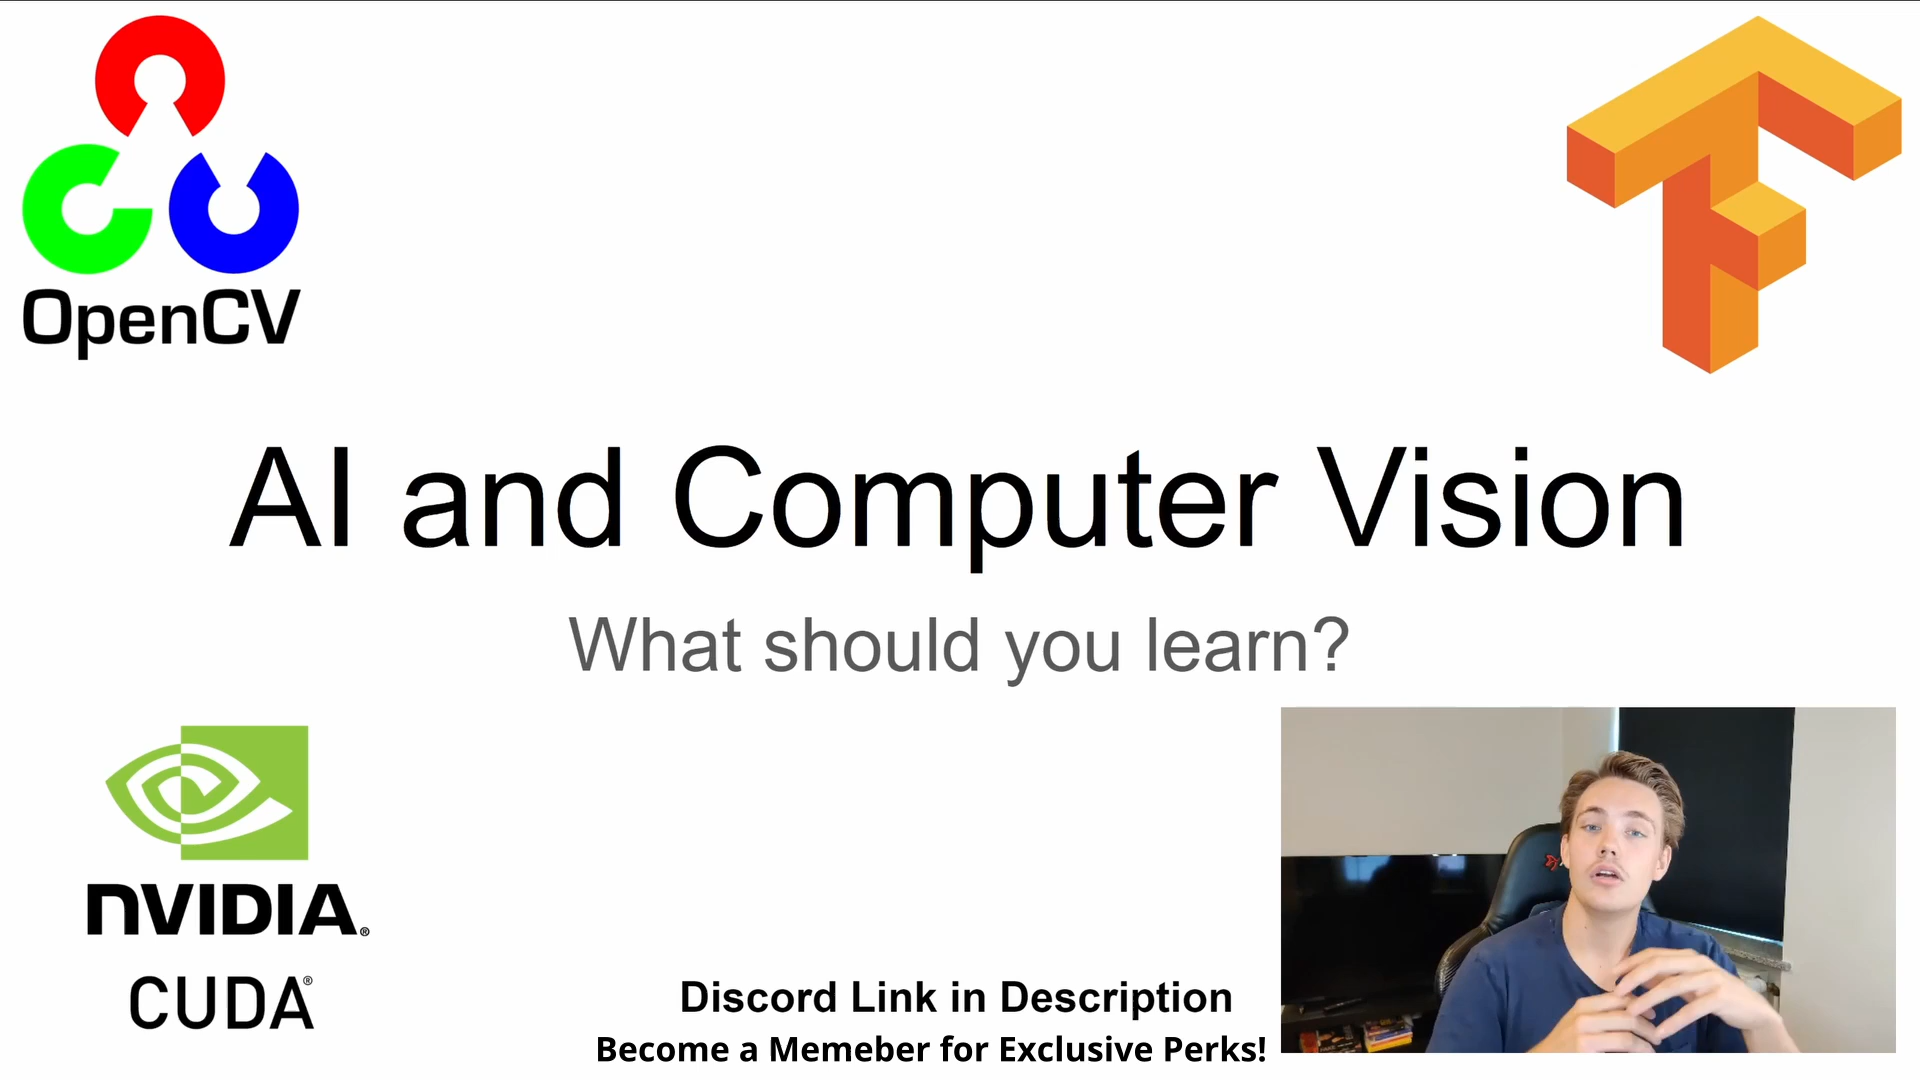 OpenCV
AI and Computer Vision
What should you learn?
NVIDIA®
CUDA®
Discord Link in Description
Become a Memeber for Exclusive Perks!